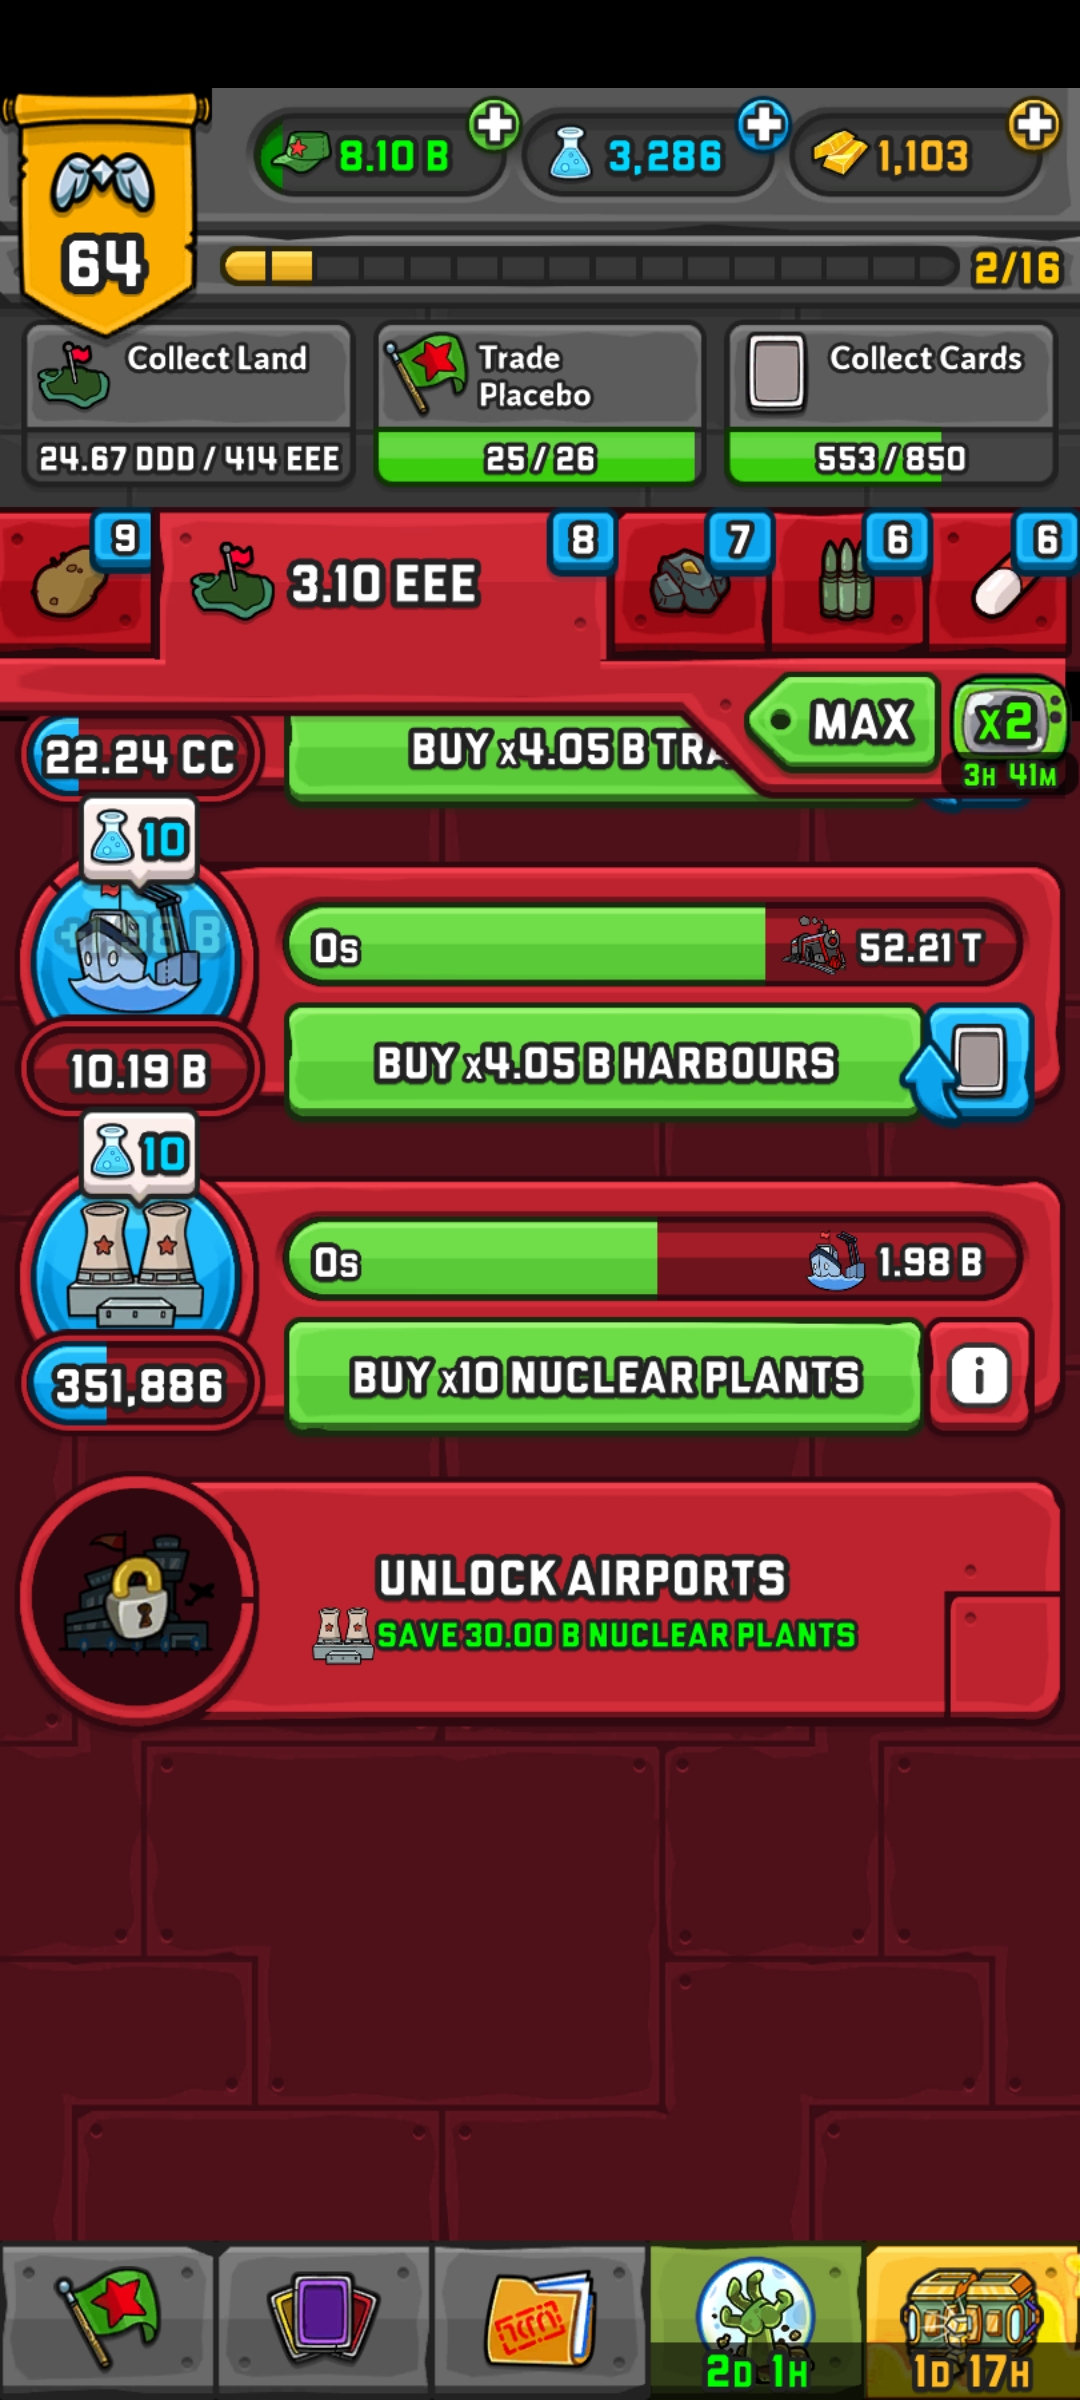 8.10 B
3,286
1,103
64
2/16
Collect Land
24.67 DDD / 414 EEE
Trade
Placebo
25 / 26
Collect Cards
553 / 850
9
3.10 EEE
8
7
6
6
MAX
x2
3H 41M
22.24 CC
BUY x4.05 B TRA
10
0s
52.21 T
10.19 B
BUY x4.05 B HARBOURS
10
0s
1.98 B
351,886
BUY x10 NUCLEAR PLANTS
i
UNLOCK AIRPORTS
SAVE 30.00 B NUCLEAR PLANTS
2D 1H
1D 17H